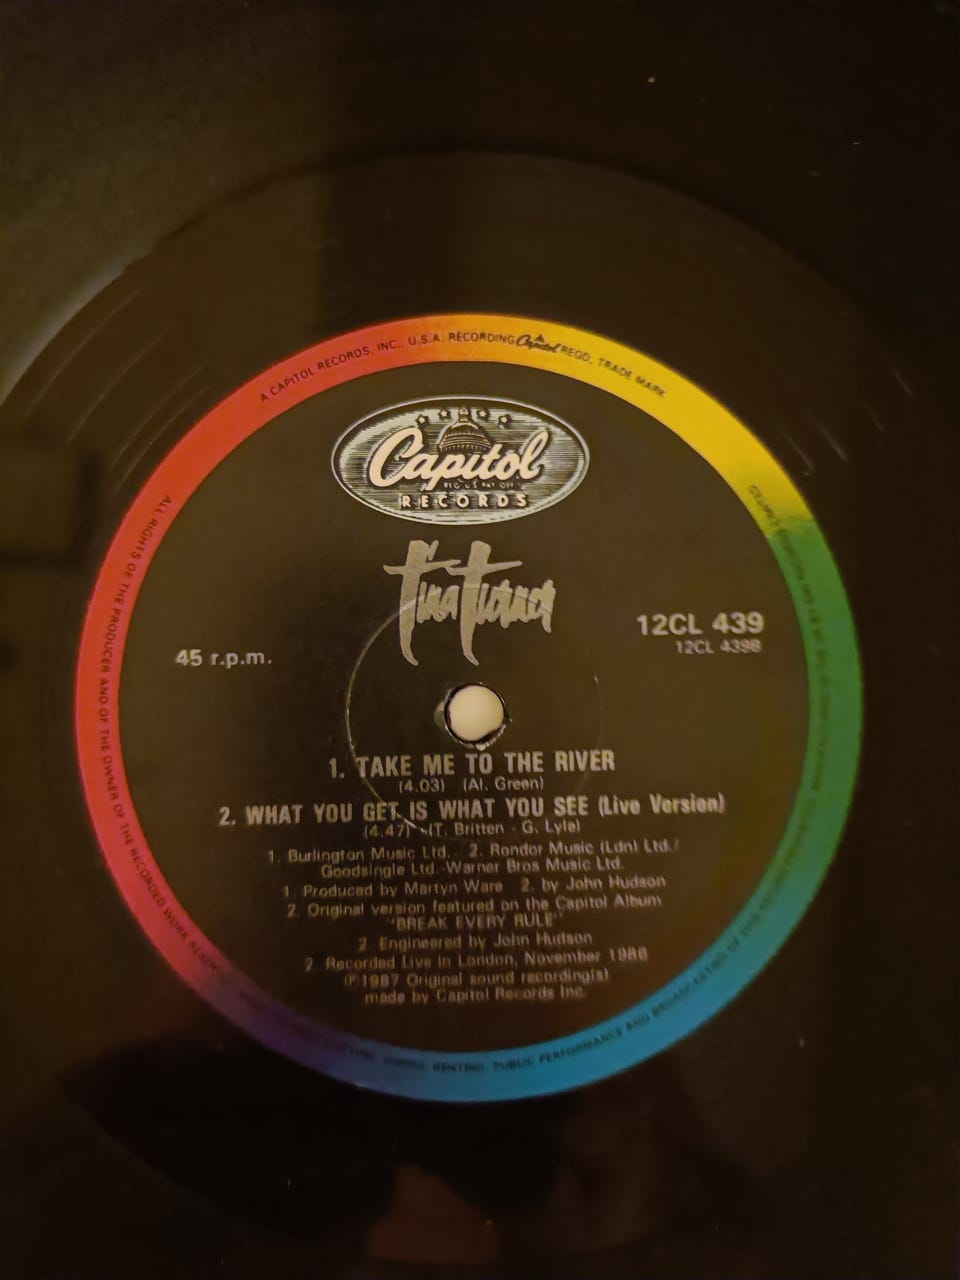 A CAPITOL RECORDS, INC., U.S.A. RECORDING Capitol REGD. TRADE MARK
Capitol
RECORDS
Tina Turner
12CL 439
12CL 439B
45 r.p.m.
1. TAKE ME TO THE RIVER
(4.03) (Al. Green)
2. WHAT YOU GET IS WHAT YOU SEE (Live Version)
(4.47) (T. Britten - G. Lyle)
1. Burlington Music Ltd. 2. Rondor Music (Ldn) Ltd./
Goodsingle Ltd.-Warner Bros Music Ltd.
1. Produced by Martyn Ware 2. by John Hudson
2. Original version featured on the Capitol Album
"BREAK EVERY RULE"
2. Engineered by John Hudson
2. Recorded Live in London, November 1986
℗ 1987 Original sound recording(s)
made by Capitol Records Inc.
ALL RIGHTS OF THE PRODUCER AND OF THE OWNER OF THE RECORDED WORK
RENTING, PUBLIC PERFORMANCE AND BROADCASTING OF THIS RECORD
LIMITED